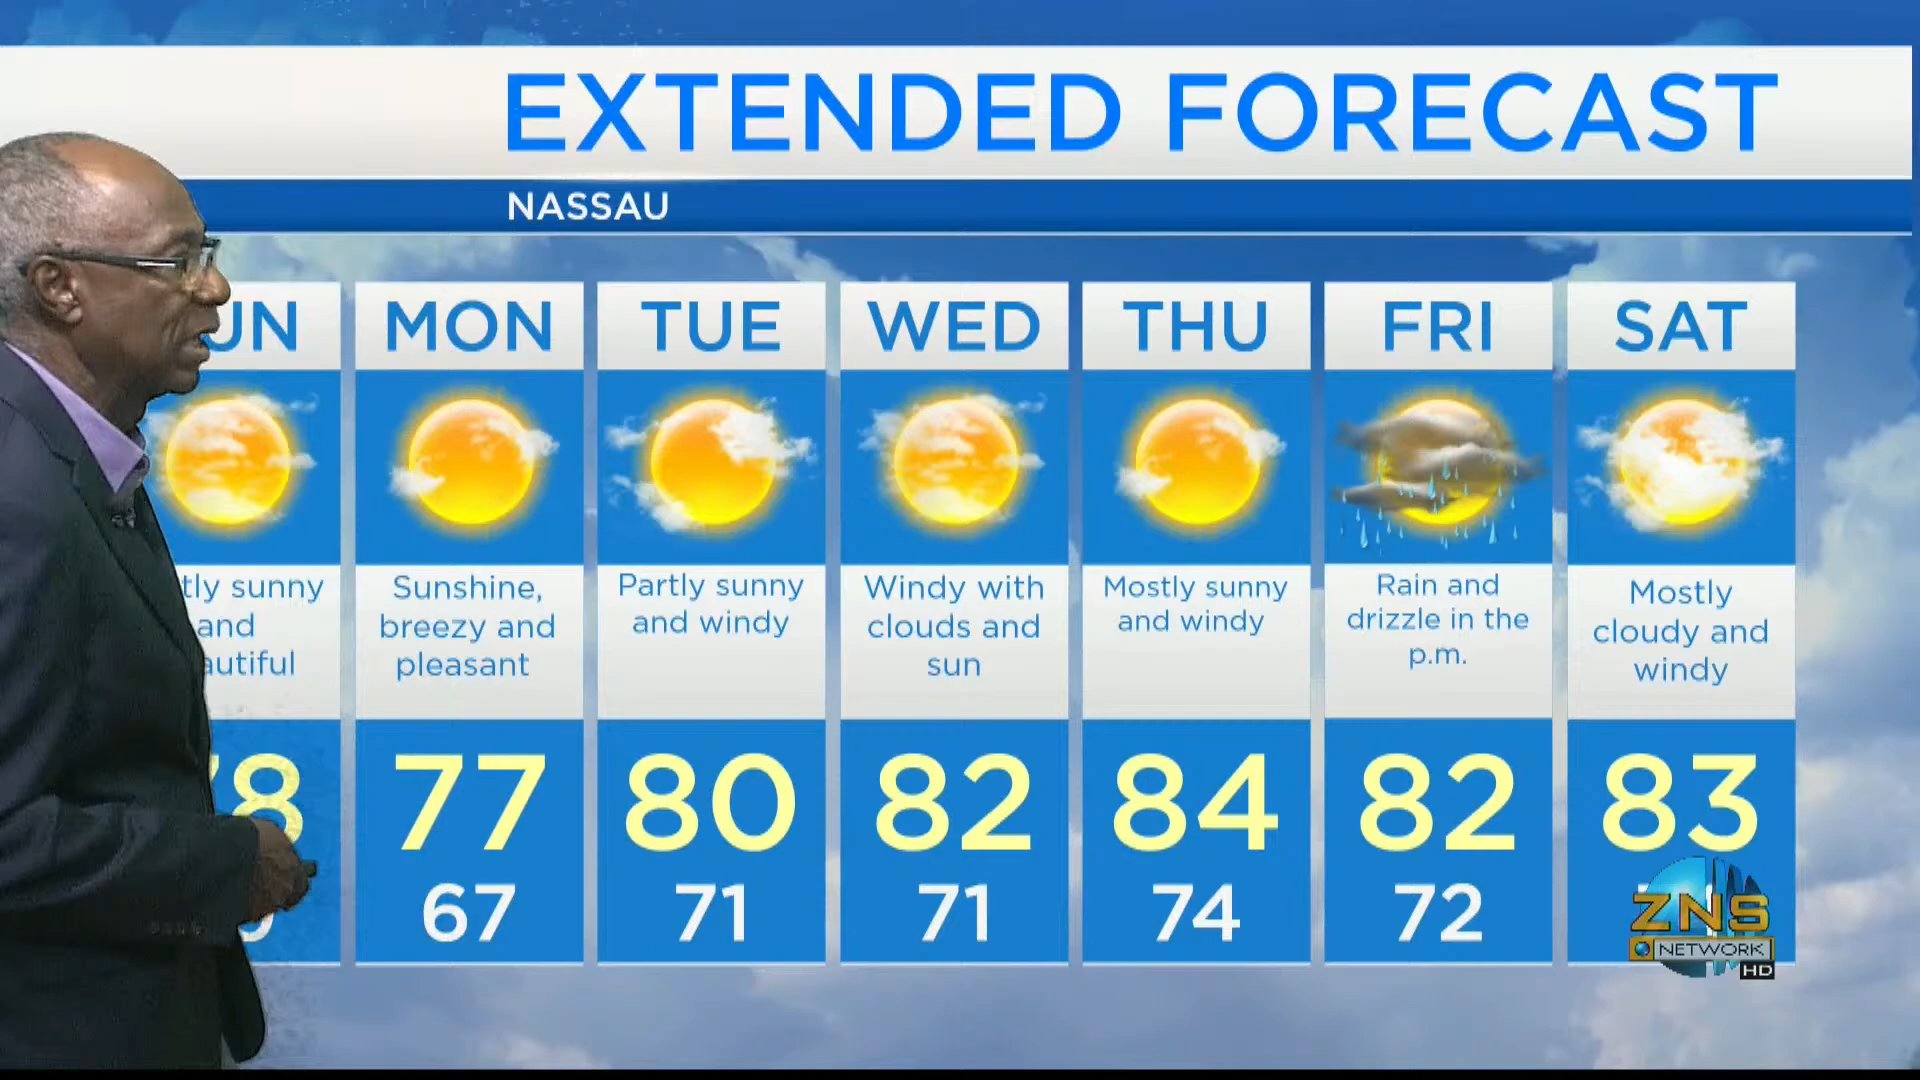 EXTENDED FORECAST
NASSAU
MON
TUE
WED
THU
FRI
SAT
sunny
and
Sunshine,
breezy and
pleasant
Partly sunny
and windy
Windy with
clouds and
sun
Mostly sunny
and windy
Rain and
drizzle in the
p.m.
Mostly
cloudy and
windy
77
80
82
84
82
83
67
71
71
74
72
ZNS
NETWORK
HD